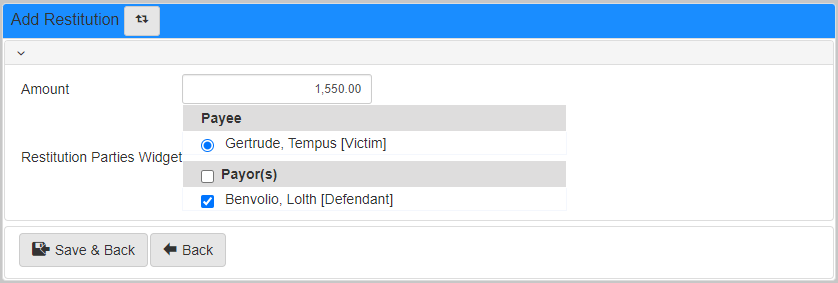 Add Restitution
Amount
1,550.00
Payee
Gertrude, Tempus [Victim]
Restitution Parties Widget
Payor(s)
Benvolio, Lolth [Defendant]
Save & Back
Back